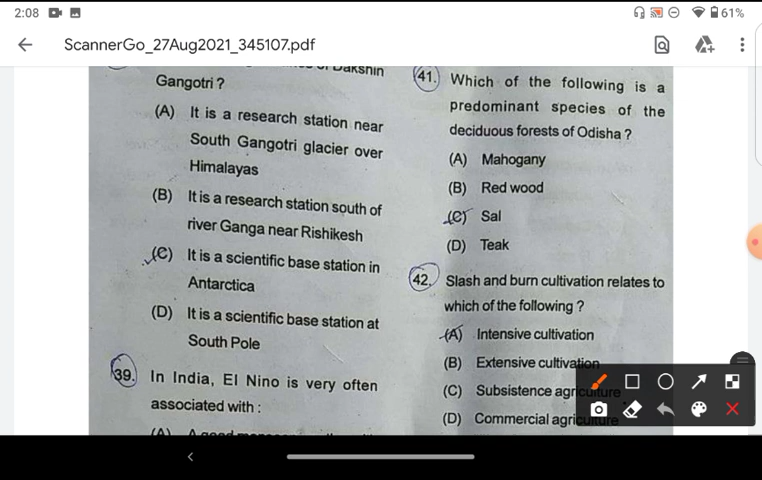 2:08
61%
ScannerGo_27Aug2021_345107.pdf
Dakshin
Gangotri ?
(A) It is a research station near
South Gangotri glacier over
Himalayas
(B) It is a research station south of
river Ganga near Rishikesh
(C) It is a scientific base station in
Antarctica
(D) It is a scientific base station at
South Pole
39. In India, El Nino is very often
associated with :
(A) A good
41. Which of the following is a
predominant species of the
deciduous forests of Odisha ?
(A) Mahogany
(B) Red wood
(C) Sal
(D) Teak
42. Slash and burn cultivation relates to
which of the following ?
(A) Intensive cultivation
(B) Extensive cultivation
(C) Subsistence agriculture
(D) Commercial agriculture